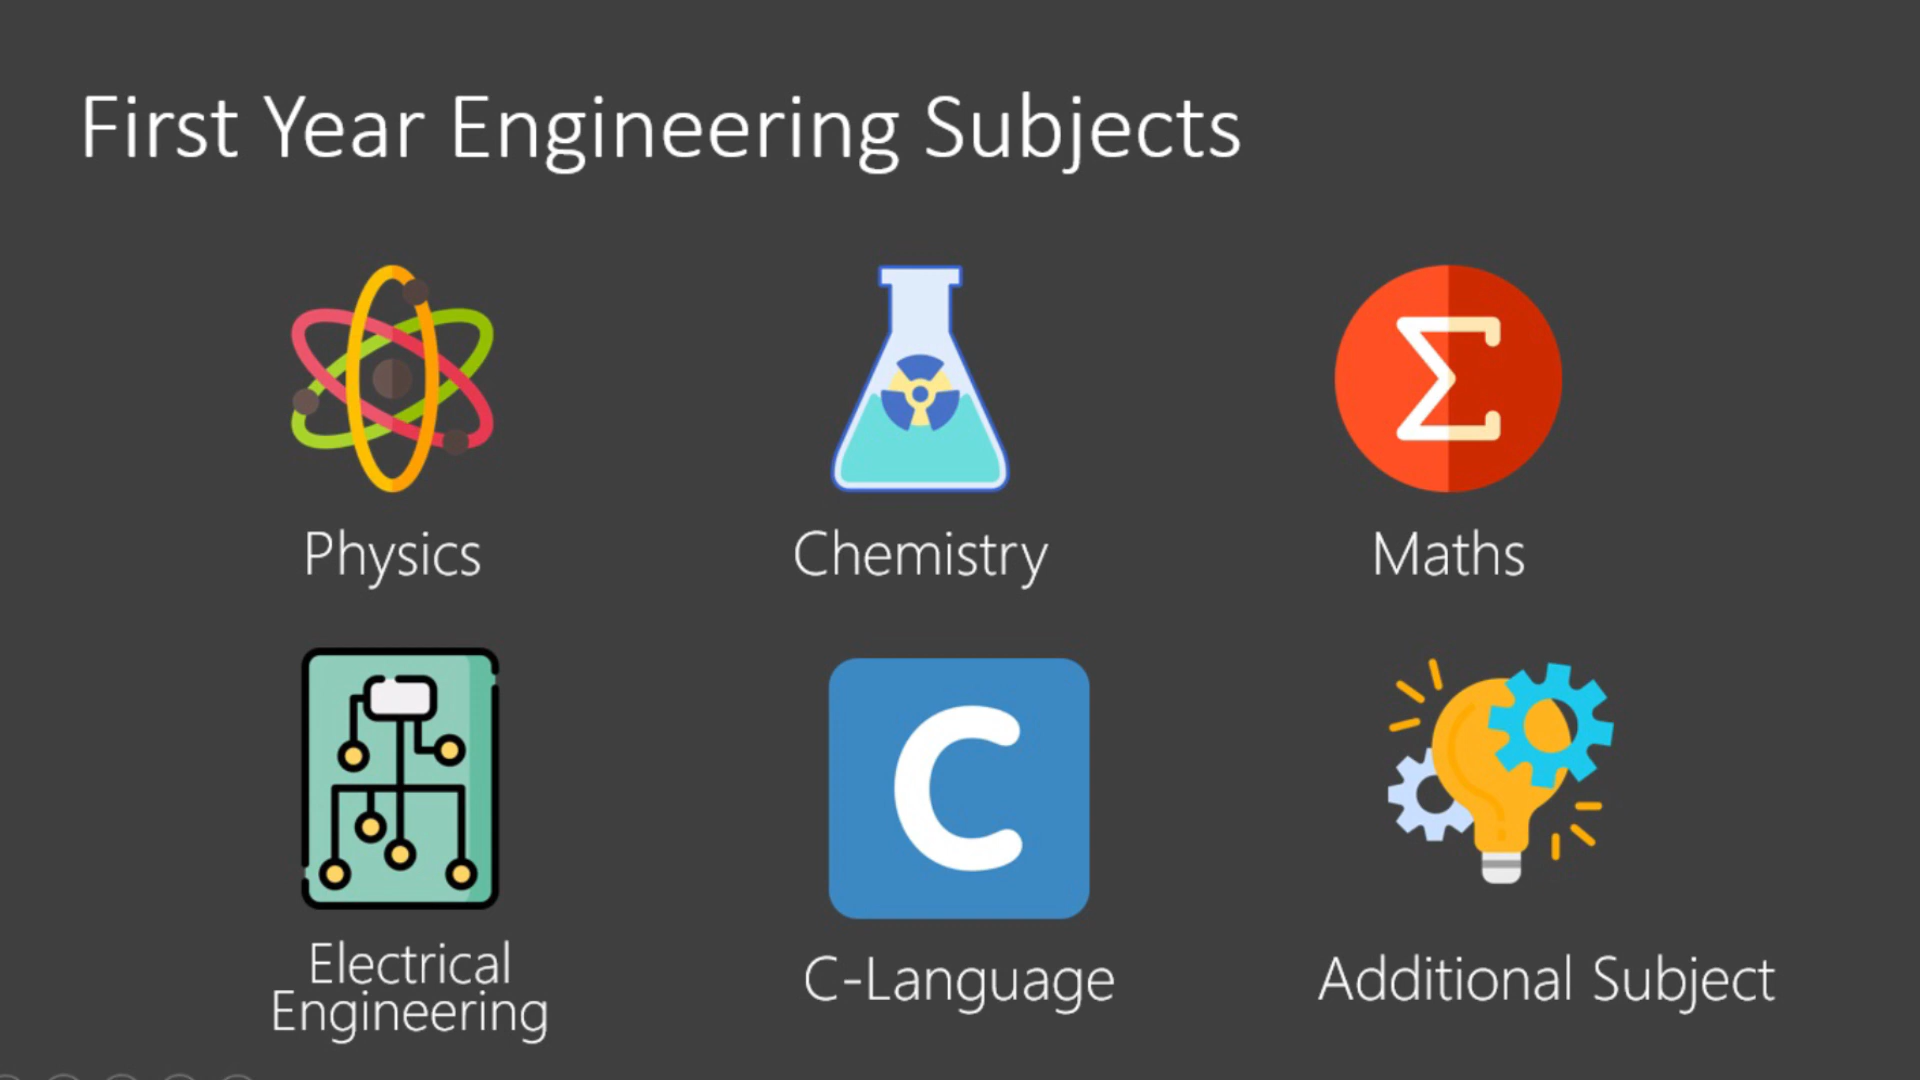 First Year Engineering Subjects
Physics
Chemistry
Maths
Electrical
Engineering
C
C-Language
Additional Subject